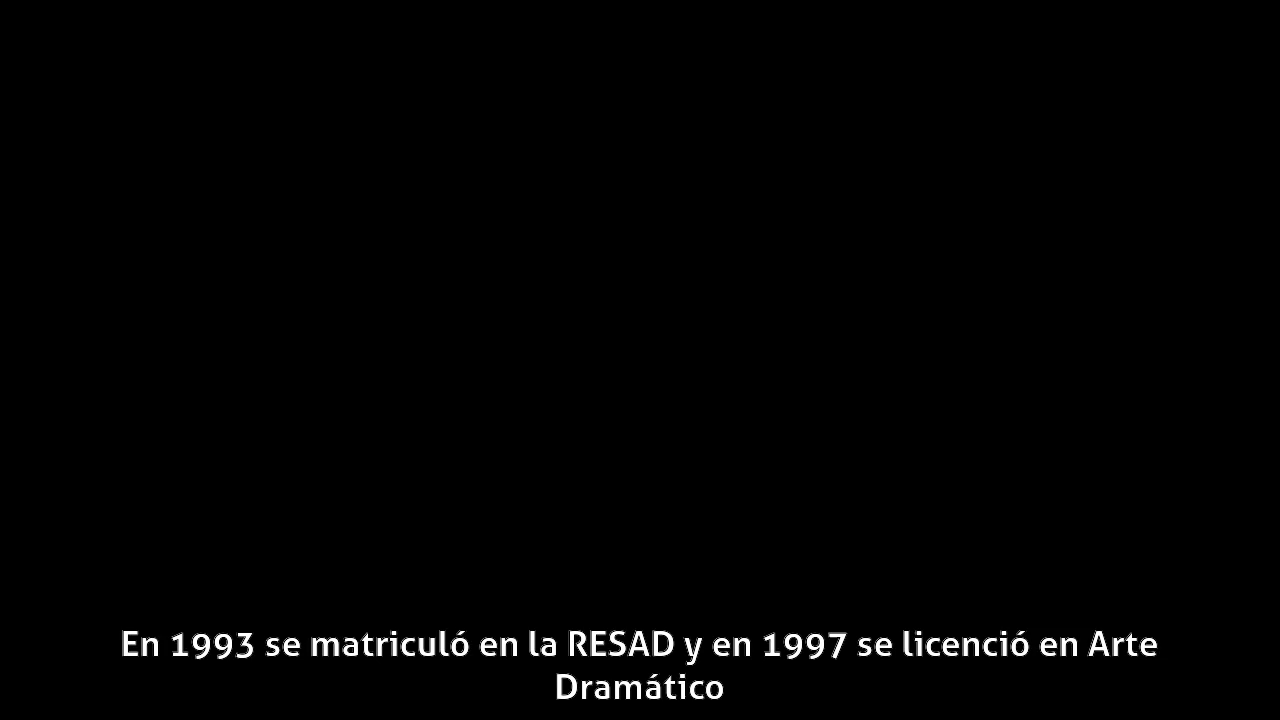 En 1993 se matriculó en la RESAD y en 1997 se licenció en Arte
Dramático